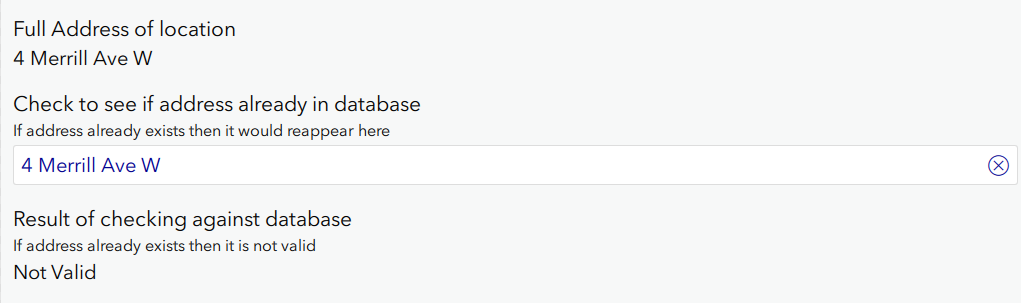 Full Address of location
4 Merrill Ave W
Check to see if address already in database
If address already exists then it would reappear here
4 Merrill Ave W
Result of checking against database
If address already exists then it is not valid
Not Valid